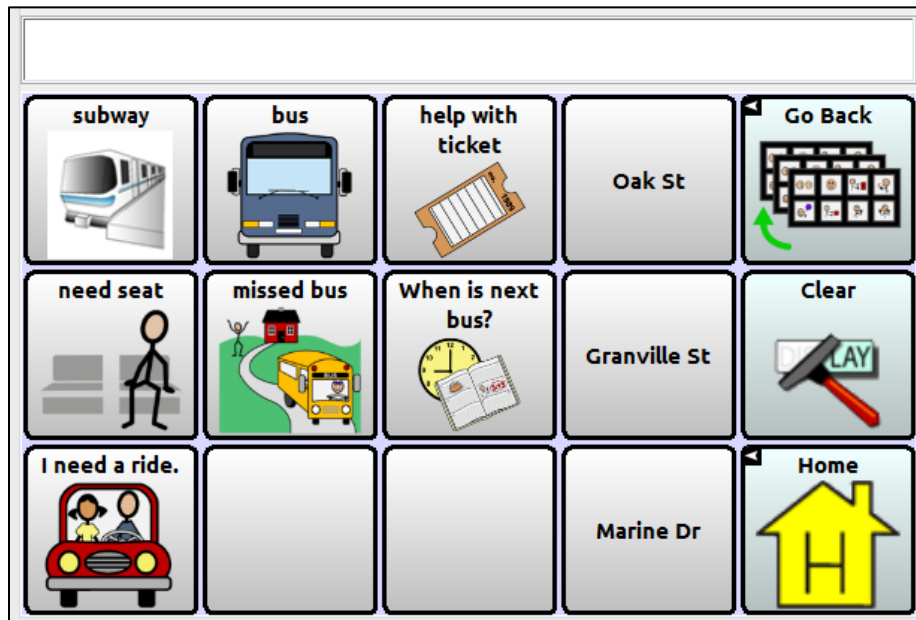 subway
bus
help with
ticket
Oak St
Go Back
need seat
missed bus
When is next
bus?
Granville St
Clear
DISPLAY
I need a ride.
Marine Dr
Home
H